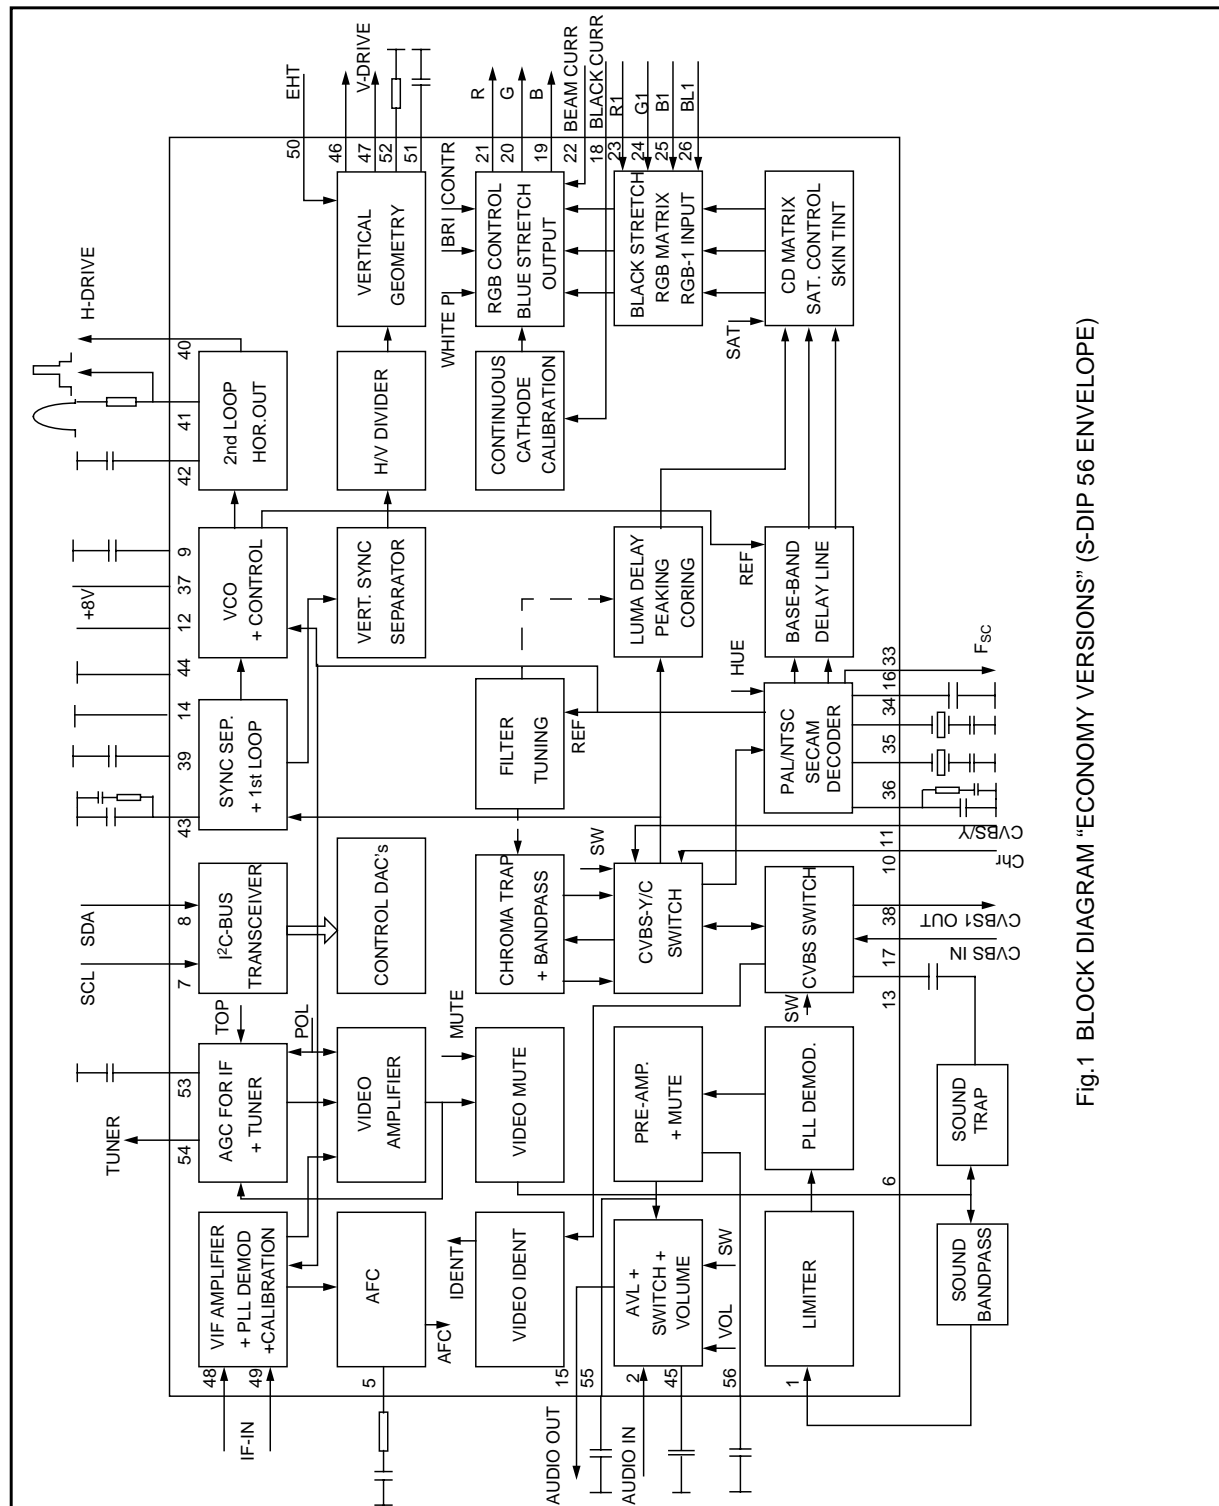 TUNER
SCL
SDA
+8V
H-DRIVE
54
53
7
8
43
39
14
44
12
37
9
42
41
40
IF-IN
48
49
VIF AMPLIFIER
+ PLL DEMOD
+CALIBRATION
AGC FOR IF
+ TUNER
TOP
I²C-BUS
TRANSCEIVER
SYNC SEP.
+ 1st LOOP
VCO
+ CONTROL
2nd LOOP
HOR.OUT
EHT
50
POL
5
AFC
AFC
VIDEO
AMPLIFIER
CONTROL DAC's
VERT. SYNC
SEPARATOR
H/V DIVIDER
VERTICAL
GEOMETRY
46
47
52
51
V-DRIVE
IDENT
MUTE
WHITE P
BRI
CONTR
VIDEO IDENT
VIDEO MUTE
CHROMA TRAP
+ BANDPASS
FILTER
TUNING
REF
CONTINUOUS
CATHODE
CALIBRATION
RGB CONTROL
BLUE STRETCH
OUTPUT
21
20
19
R
G
B
22
BEAM CURR
18
BLACK CURR
AUDIO OUT
15
55
AUDIO IN
2
45
56
AVL +
SWITCH +
VOLUME
VOL
SW
PRE-AMP.
+ MUTE
SW
CVBS-Y/C
SWITCH
LUMA DELAY
PEAKING
CORING
BLACK STRETCH
RGB MATRIX
RGB-1 INPUT
23
24
25
26
R1
G1
B1
BL1
1
LIMITER
PLL DEMOD.
SW
CVBS SWITCH
HUE
PAL/NTSC
SECAM
DECODER
REF
BASE-BAND
DELAY LINE
SAT
CD MATRIX
SAT. CONTROL
SKIN TINT
6
13
17
38
10
11
36
35
34
16
33
SOUND
BANDPASS
SOUND
TRAP
CVBS IN
CVBS1 OUT
Chr
CVBS/Y
FSC
Fig.1 BLOCK DIAGRAM “ECONOMY VERSIONS” (S-DIP 56 ENVELOPE)